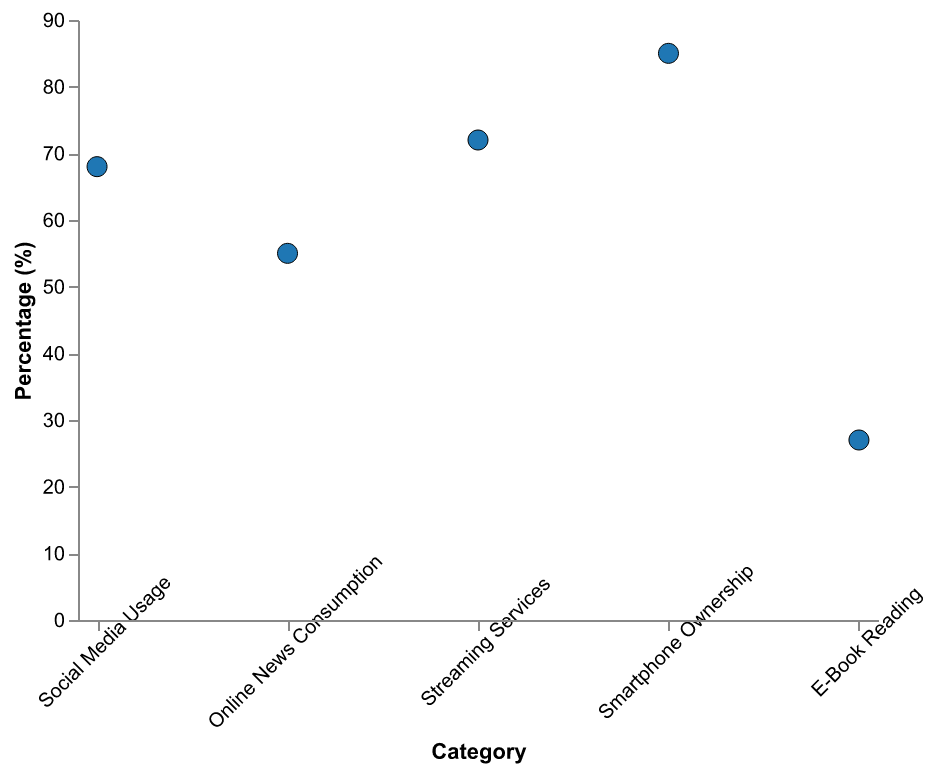 90
80
70
60
50
40
30
20
10
0
Percentage (%)
Social Media Usage
Online News Consumption
Streaming Services
Smartphone Ownership
E-Book Reading
Category